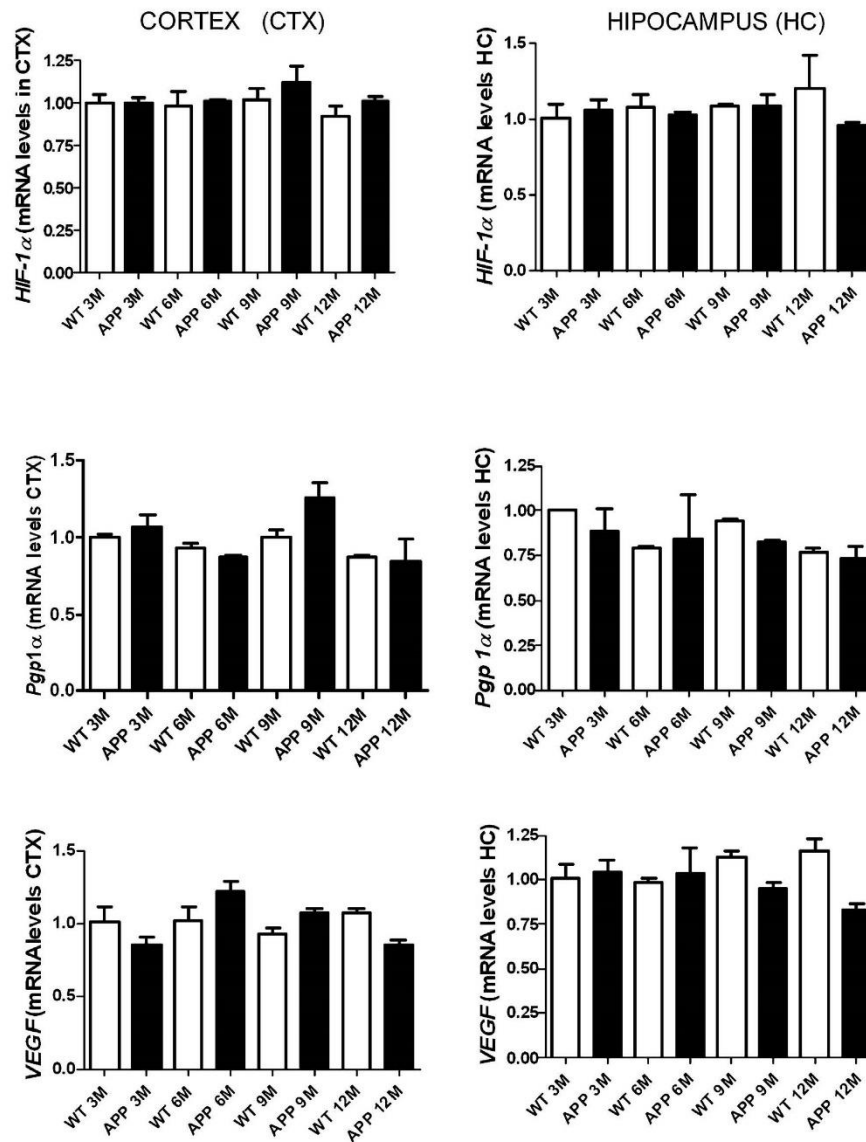 CORTEX (CTX)
HIPOCAMPUS (HC)
HIF-1α (mRNA levels in CTX)
1.25
1.00
0.75
0.50
0.25
0.00
WT 3M
APP 3M
WT 6M
APP 6M
WT 9M
APP 9M
WT 12M
APP 12M
HIF-1α (mRNA levels HC)
1.5
1.0
0.5
0.0
WT 3M
APP 3M
WT 6M
APP 6M
WT 9M
APP 9M
WT 12M
APP 12M
Pgp1α (mRNA levels CTX)
1.5
1.0
0.5
0.0
WT 3M
APP 3M
WT 6M
APP 6M
WT 9M
APP 9M
WT 12M
APP 12M
Pgp 1α (mRNA levels HC)
1.25
1.00
0.75
0.50
0.25
0.00
WT 3M
APP 3M
WT 6M
APP 6M
WT 9M
APP 9M
WT 12M
APP 12M
VEGF (mRNAlevels CTX)
1.5
1.0
0.5
0.0
WT 3M
APP 3M
WT 6M
APP 6M
WT 9M
APP 9M
WT 12M
APP 12M
VEGF (mRNA levels HC)
1.25
1.00
0.75
0.50
0.25
0.00
WT 3M
APP 3M
WT 6M
APP 6M
WT 9M
APP 9M
WT 12M
APP 12M